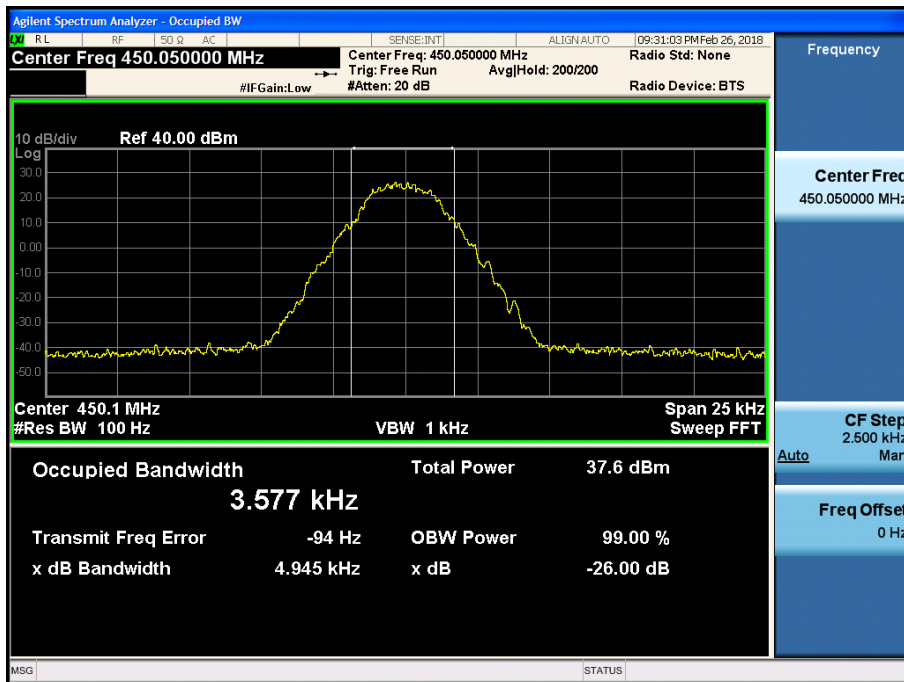 Agilent Spectrum Analyzer - Occupied BW
LXI RL RF 50 Ω AC SENSE:INT ALIGN AUTO 09:31:03 PM Feb 26, 2018
Center Freq 450.050000 MHz
Center Freq: 450.050000 MHz
Radio Std: None
Trig: Free Run Avg|Hold: 200/200
#IFGain:Low
#Atten: 20 dB
Radio Device: BTS
10 dB/div Ref 40.00 dBm
Log
30.0
20.0
10.0
0.00
-10.0
-20.0
-30.0
-40.0
-50.0
Center 450.1 MHz
Span 25 kHz
#Res BW 100 Hz
VBW 1 kHz
Sweep FFT
Occupied Bandwidth
Total Power 37.6 dBm
3.577 kHz
Transmit Freq Error -94 Hz
OBW Power 99.00 %
x dB Bandwidth 4.945 kHz
x dB -26.00 dB
MSG
STATUS
Frequency
Center Freq
450.050000 MHz
CF Step
2.500 kHz
Auto Man
Freq Offset
0 Hz